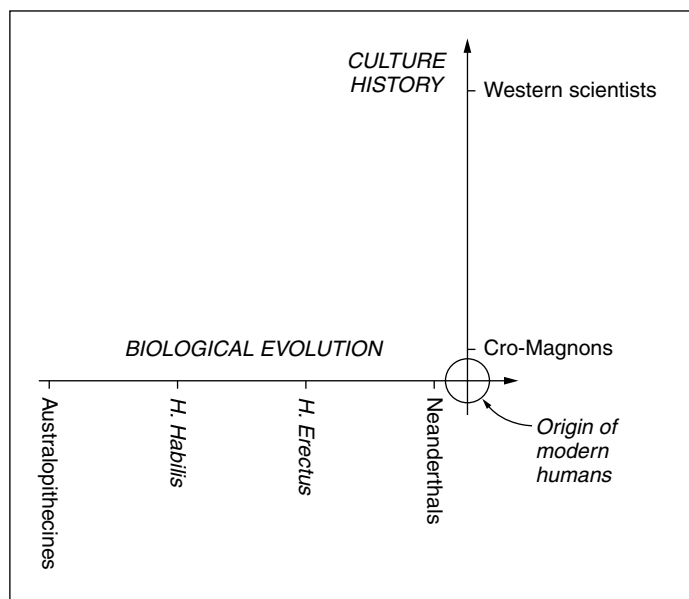 CULTURE
HISTORY
Western scientists
BIOLOGICAL EVOLUTION
Cro-Magnons
Australopithecines
H. Habilis
H. Erectus
Neanderthals
Origin of
modern
humans